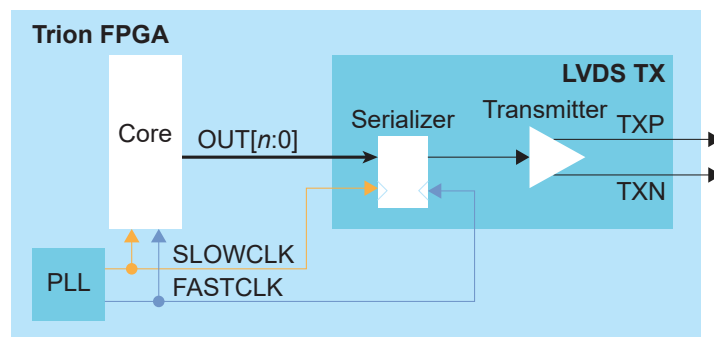 Trion FPGA
LVDS TX
Core
OUT[n:0]
Serializer
Transmitter
TXP
TXN
SLOWCLK
FASTCLK
PLL